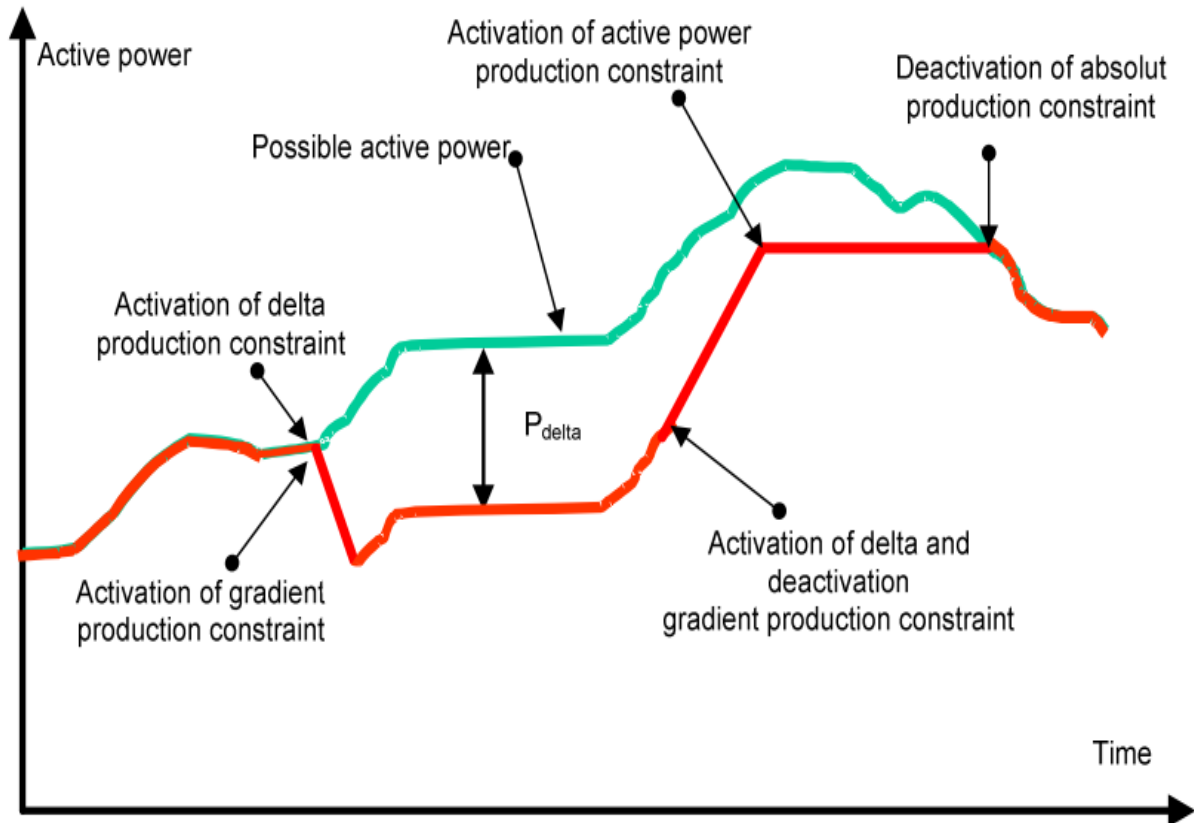 Active power
Activation of active power
production constraint
Deactivation of absolut
production constraint
Possible active power
Activation of delta
production constraint
Pdelta
Activation of gradient
production constraint
Activation of delta and
deactivation
gradient production constraint
Time